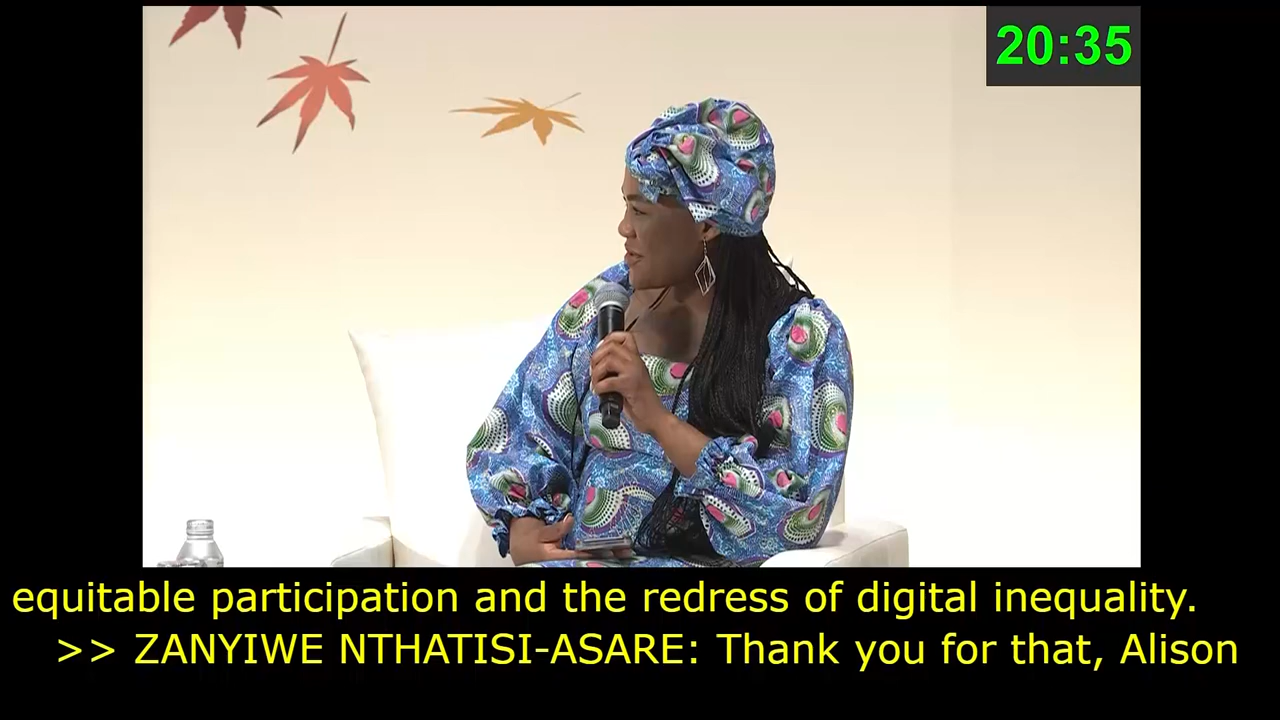 20:35
equitable participation and the redress of digital inequality.
>> ZANYIWE NTHATISI-ASARE: Thank you for that, Alison